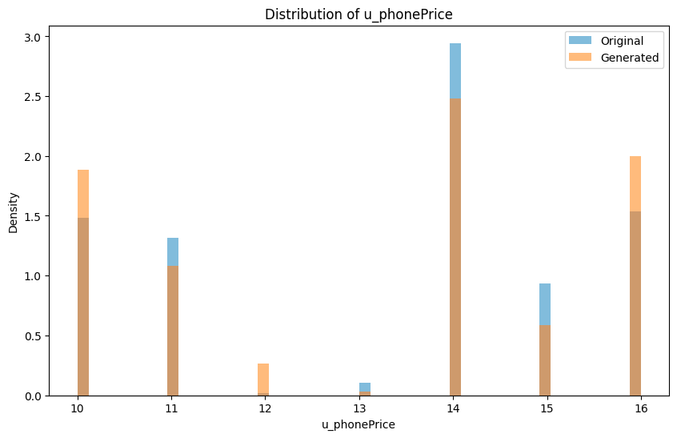 Distribution of u_phonePrice
Original
Generated
Density
3.0
2.5
2.0
1.5
1.0
0.5
0.0
10 11 12 13 14 15 16
u_phonePrice